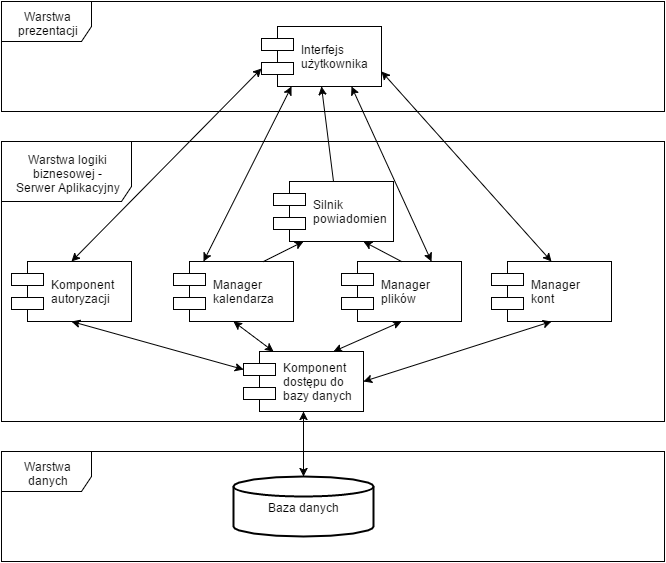 Warstwa
prezentacji
Interfejs
użytkownika
Warstwa logiki
biznesowej -
Serwer Aplikacyjny
Silnik
powiadomien
Komponent
autoryzacji
Manager
kalendarza
Manager
plików
Manager
kont
Komponent
dostępu do
bazy danych
Warstwa
danych
Baza danych